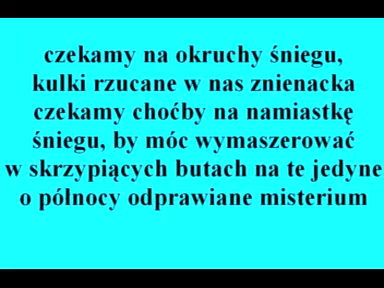 czekamy na okruchy śniegu,
kulki rzucane w nas znienacka
czekamy choćby na namiastkę
śniegu, by móc wymaszerować
w skrzypiących butach na te jedyne
o północy odprawiane misterium